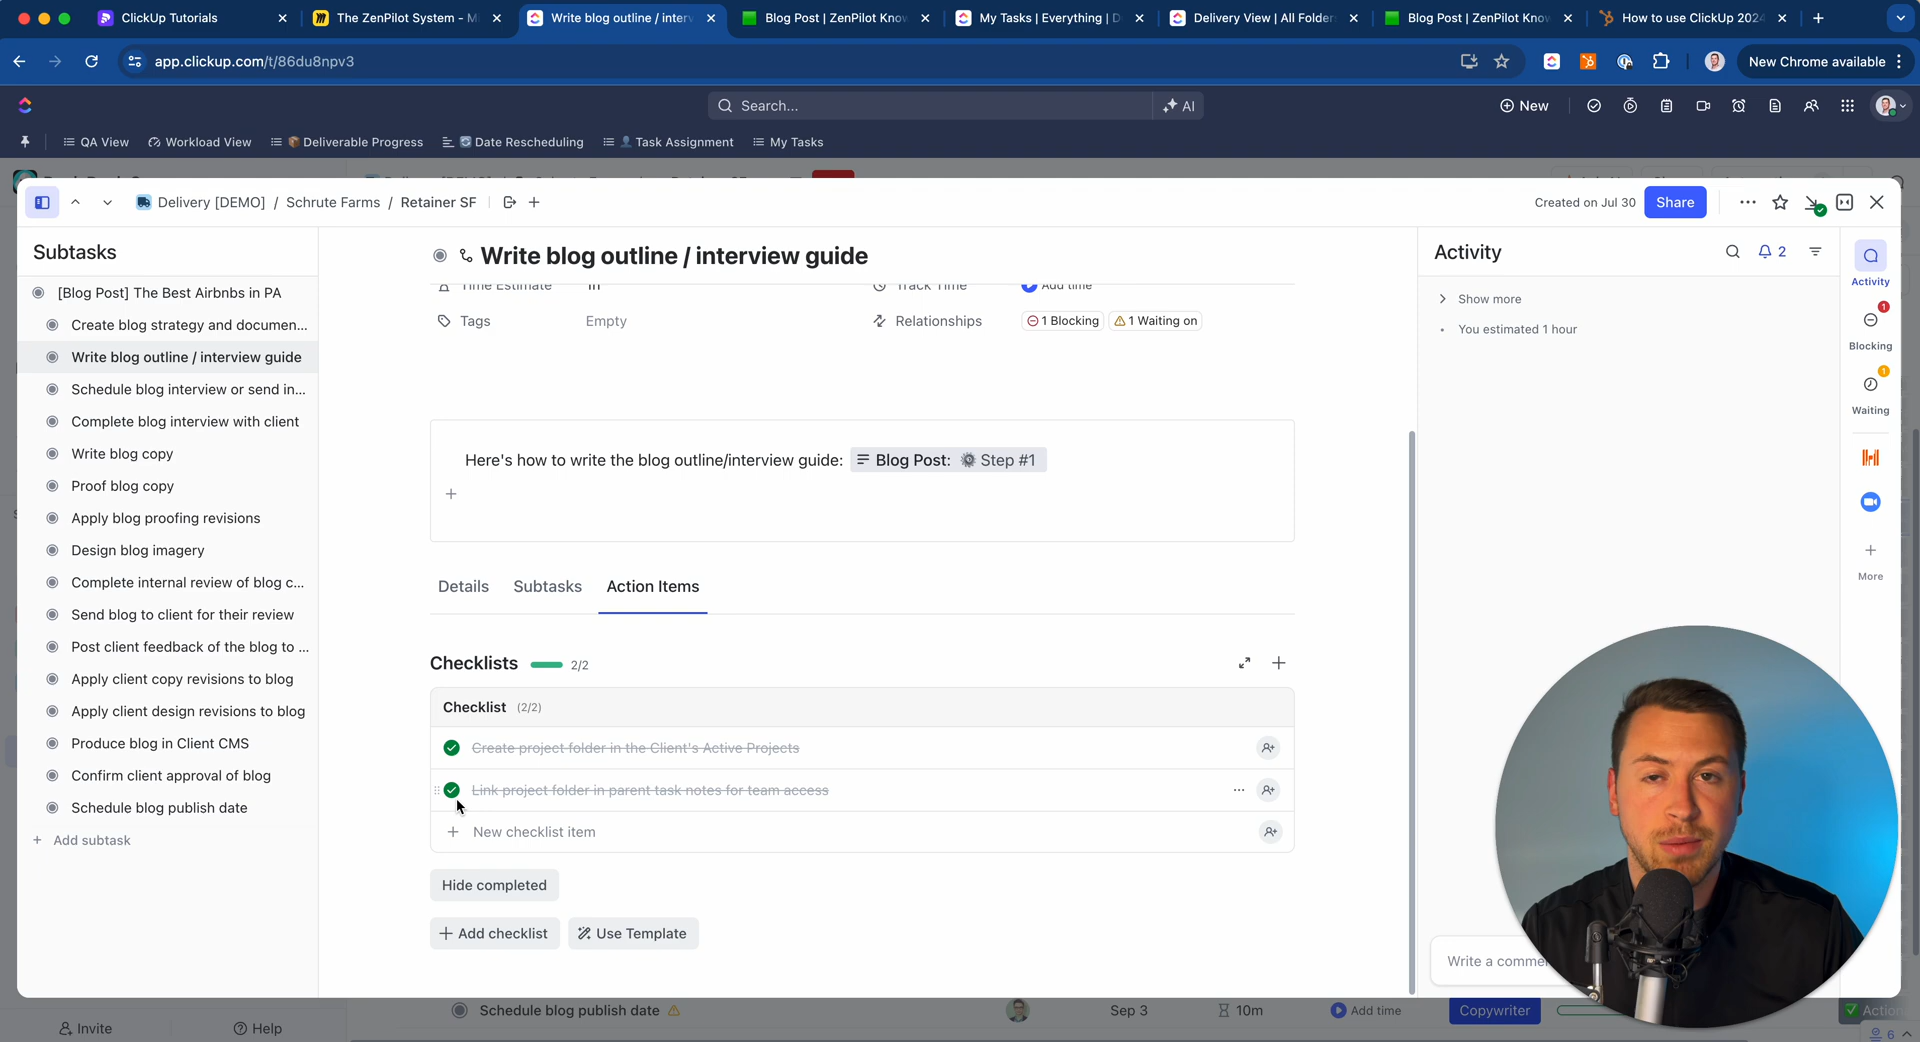 ClickUp Tutorials
The ZenPilot System - Mi
Write blog outline / interv
Blog Post | ZenPilot Know
My Tasks | Everything | D
Delivery View | All Folders
Blog Post | ZenPilot Know
How to use ClickUp 2024
app.clickup.com/t/86du8npv3
New Chrome available
Search...
AI
New
QA View
Workload View
Deliverable Progress
Date Rescheduling
Task Assignment
My Tasks
Delivery [DEMO] / Schrute Farms / Retainer SF
Created on Jul 30
Share
Subtasks
[Blog Post] The Best Airbnbs in PA
Create blog strategy and documen...
Write blog outline / interview guide
Schedule blog interview or send in...
Complete blog interview with client
Write blog copy
Proof blog copy
Apply blog proofing revisions
Design blog imagery
Complete internal review of blog c...
Send blog to client for their review
Post client feedback of the blog to ...
Apply client copy revisions to blog
Apply client design revisions to blog
Produce blog in Client CMS
Confirm client approval of blog
Schedule blog publish date
+ Add subtask
Write blog outline / interview guide
Time Estimate
Track Time
Add time
Tags
Empty
Relationships
1 Blocking
1 Waiting on
Here's how to write the blog outline/interview guide: Blog Post: Step #1
Details
Subtasks
Action Items
Checklists 2/2
Checklist (2/2)
Create project folder in the Client's Active Projects
Link project folder in parent task notes for team access
New checklist item
Hide completed
Add checklist
Use Template
Activity
2
Show more
You estimated 1 hour
Activity
1
Blocking
1
Waiting
More
Write a comme
Invite
Help
Schedule blog publish date
Sep 3
10m
Add time
Copywriter
Action
6